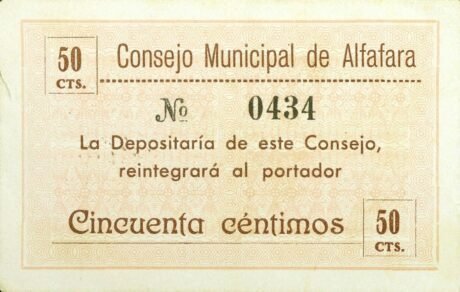 50
CTS.
Consejo Municipal de Alfafara
No 0434
La Depositaría de este Consejo,
reintegrará al portador
Cincuenta céntimos
50
CTS.